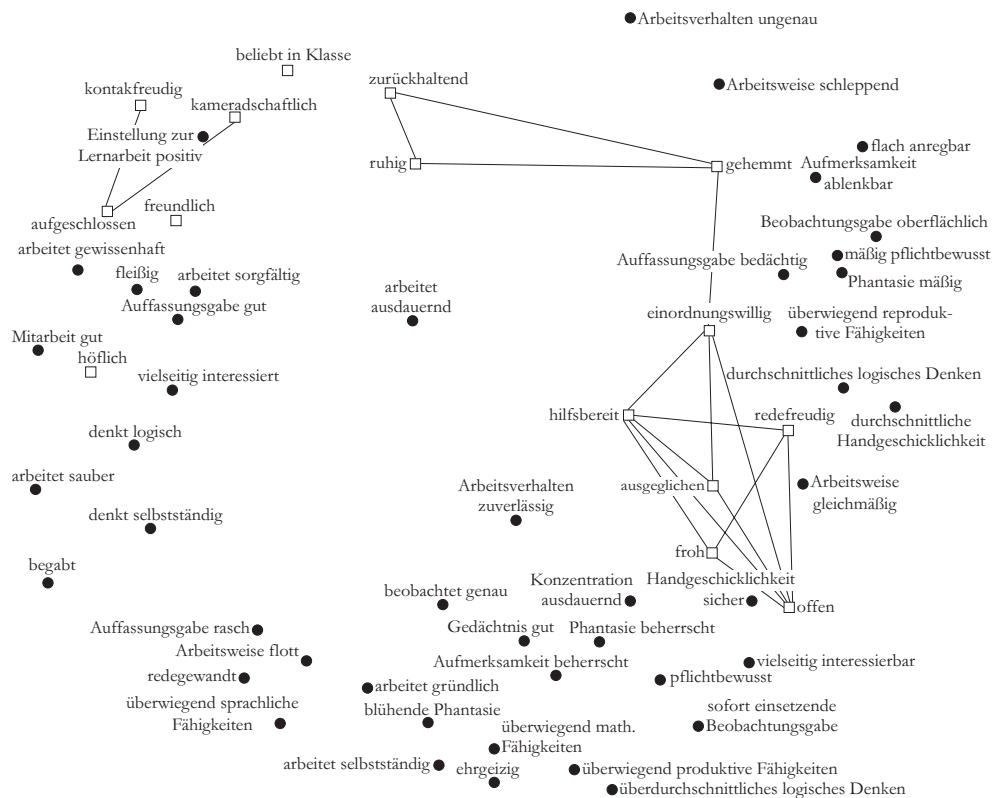 Arbeitsverhalten ungenau
beliebt in Klasse
zurückhaltend
kontakfreudig
Arbeitsweise schleppend
kameradschaftlich
Einstellung zur
Lernarbeit positiv
flach anregbar
ruhig
gehemmt
Aufmerksamkeit
ablenkbar
freundlich
aufgeschlossen
Beobachtungsgabe oberflächlich
arbeitet gewissenhaft
mäßig pflichtbewusst
Auffassungsgabe bedächtig
fleißig
arbeitet sorgfältig
Phantasie mäßig
arbeitet
ausdauernd
Auffassungsgabe gut
einordnungswillig
überwiegend reproduk-
tive Fähigkeiten
Mitarbeit gut
höflich
vielseitig interessiert
durchschnittliches logisches Denken
hilfsbereit
redefreudig
durchschnittliche
Handgeschicklichkeit
denkt logisch
arbeitet sauber
Arbeitsverhalten
zuverlässig
ausgeglichen
Arbeitsweise
gleichmäßig
denkt selbstständig
froh
begabt
Konzentration
ausdauernd
Handgeschicklichkeit
sicher
offen
beobachtet genau
Auffassungsgabe rasch
Gedächtnis gut
Phantasie beherrscht
Arbeitsweise flott
Aufmerksamkeit beherrscht
vielseitig interessierbar
redegewandt
arbeitet gründlich
pflichtbewusst
überwiegend sprachliche
Fähigkeiten
blühende Phantasie
sofort einsetzende
Beobachtungsgabe
überwiegend math.
Fähigkeiten
arbeitet selbstständig
ehrgeizig
überwiegend produktive Fähigkeiten
überdurchschnittliches logisches Denken